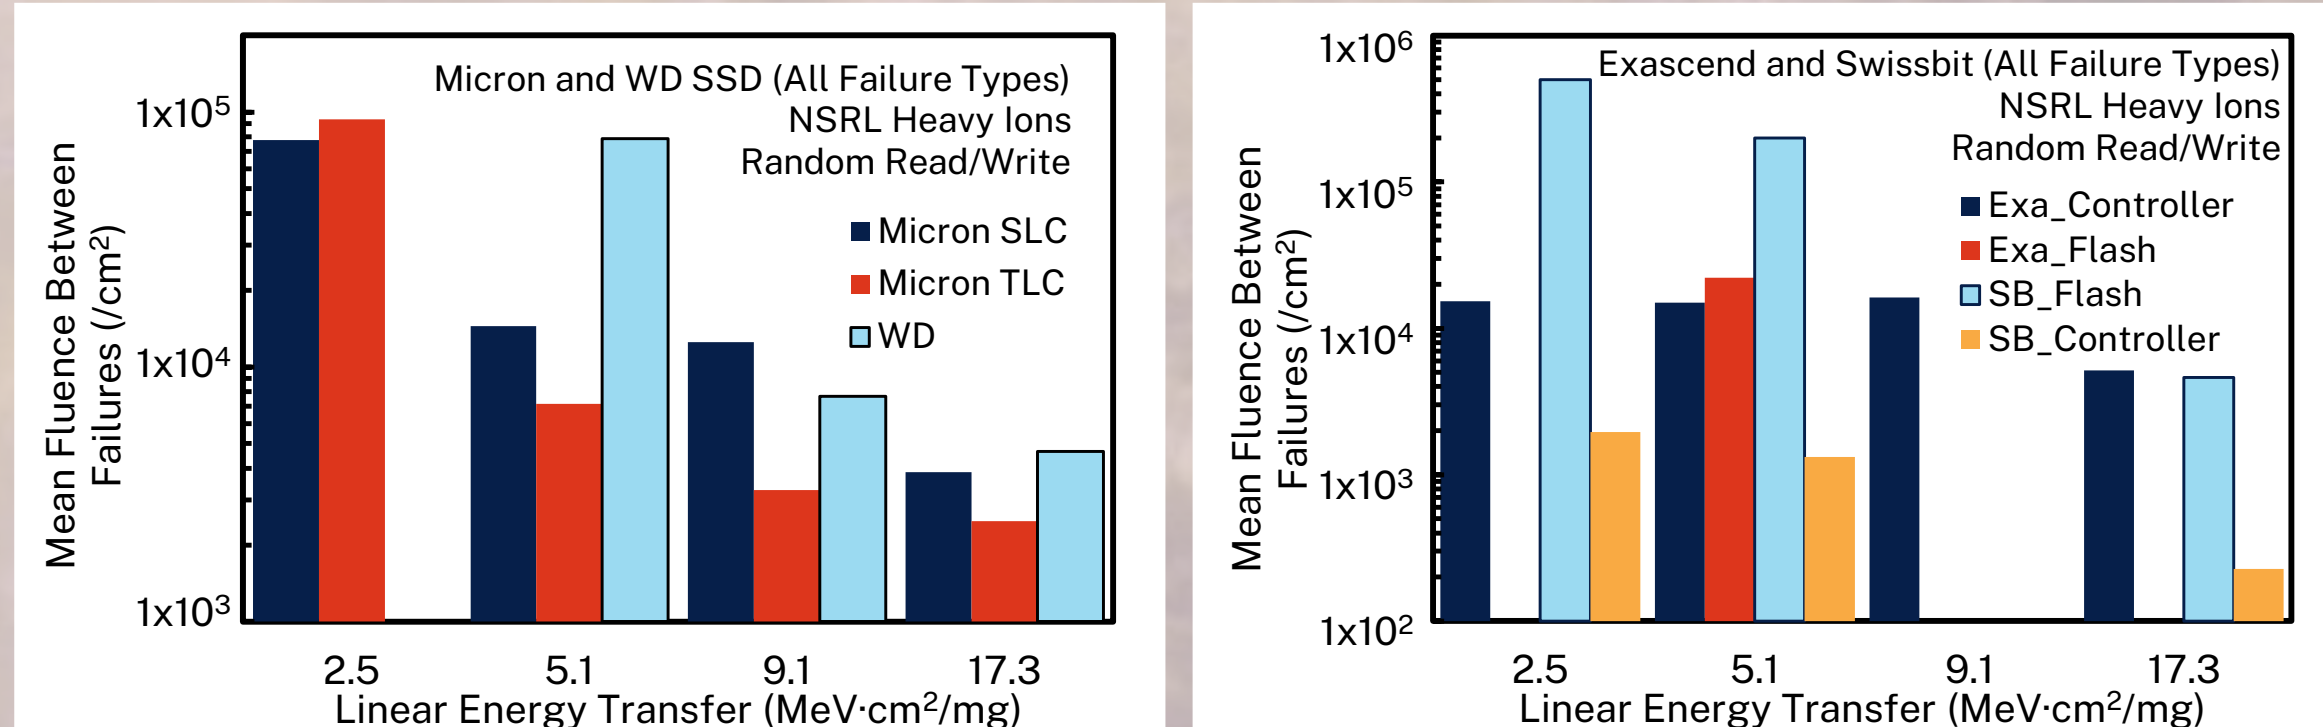 Micron and WD SSD (All Failure Types)
NSRL Heavy Ions
Random Read/Write
Micron SLC
Micron TLC
WD
1x10⁵
1x10⁴
1x10³
Mean Fluence Between
Failures (/cm²)
2.5 5.1 9.1 17.3
Linear Energy Transfer (MeV·cm²/mg)
Exascend and Swissbit (All Failure Types)
NSRL Heavy Ions
Random Read/Write
Exa_Controller
Exa_Flash
SB_Flash
SB_Controller
1x10⁶
1x10⁵
1x10⁴
1x10³
1x10²
Mean Fluence Between
Failures (/cm²)
2.5 5.1 9.1 17.3
Linear Energy Transfer (MeV·cm²/mg)